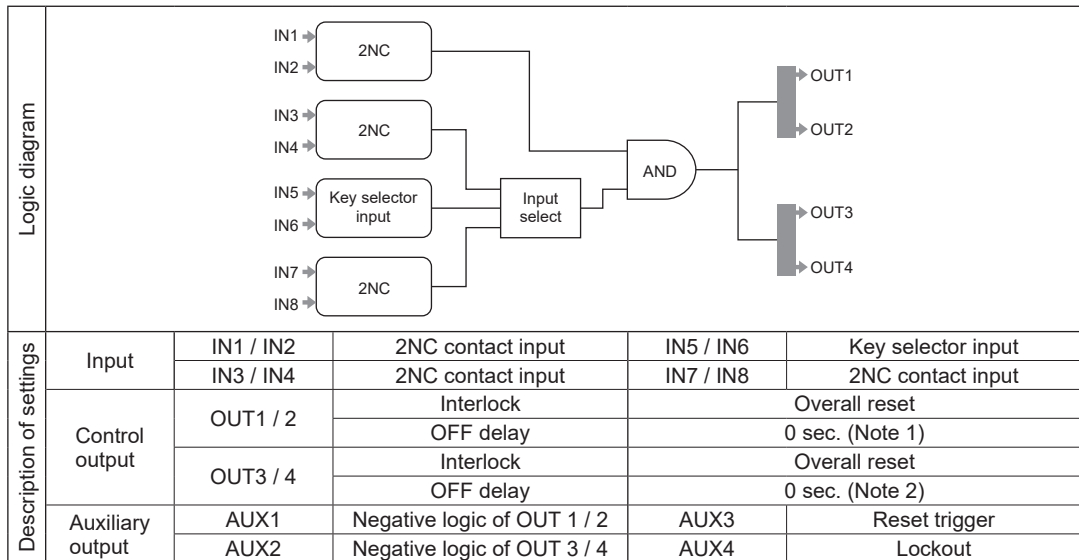 Logic diagram
IN1
IN2
2NC
IN3
IN4
2NC
IN5
IN6
Key selector
input
IN7
IN8
2NC
Input
select
AND
OUT1
OUT2
OUT3
OUT4
Description of settings
Input
IN1 / IN2 2NC contact input IN5 / IN6 Key selector input
IN3 / IN4 2NC contact input IN7 / IN8 2NC contact input
Control
output
OUT1 / 2
Interlock Overall reset
OFF delay 0 sec. (Note 1)
OUT3 / 4
Interlock Overall reset
OFF delay 0 sec. (Note 2)
Auxiliary
output
AUX1 Negative logic of OUT 1 / 2 AUX3 Reset trigger
AUX2 Negative logic of OUT 3 / 4 AUX4 Lockout